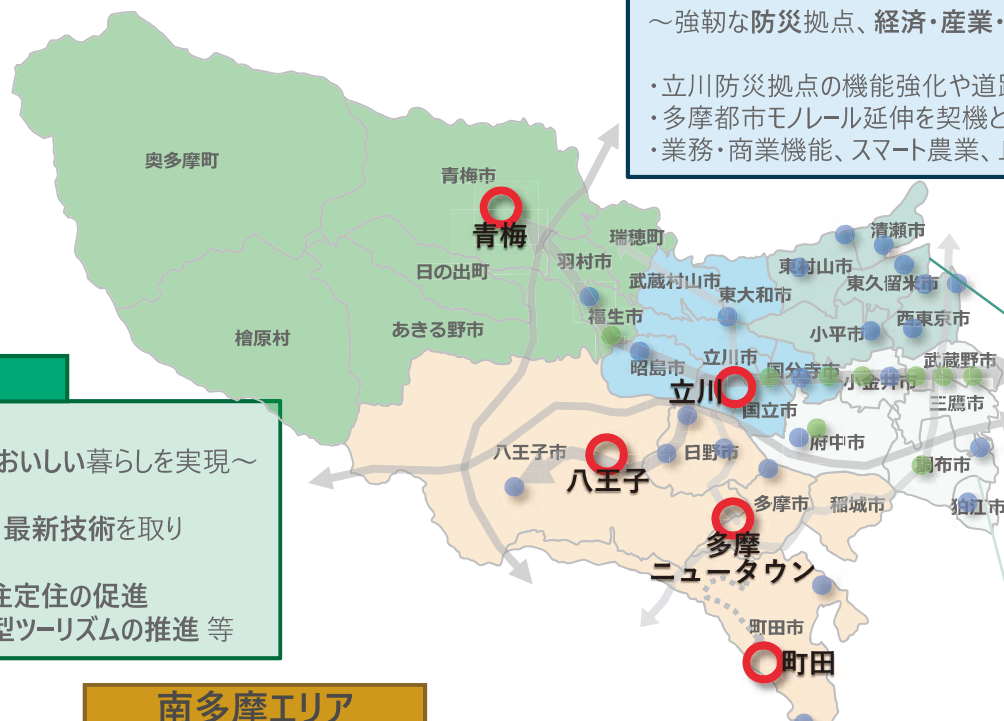 ～強靭な防災拠点、経済・産業・
・立川防災拠点の機能強化や道路
・多摩都市モノレール延伸を契機と
・業務・商業機能、スマート農業、
奥多摩町
青梅市
青梅
瑞穂町
羽村市
日の出町
武蔵村山市
東大和市
清瀬市
東村山市
東久留米市
あきる野市
福生市
檜原村
小平市
西東京市
昭島市
立川市
国分寺市
小金井市
武蔵野市
立川
国立市
三鷹市
八王子市
八王子
日野市
府中市
調布市
狛江市
多摩市
稲城市
多摩
ニュータウン
町田市
町田
おいしい暮らしを実現～
最新技術を取り
住定住の促進
型ツーリズムの推進 等
南多摩エリア